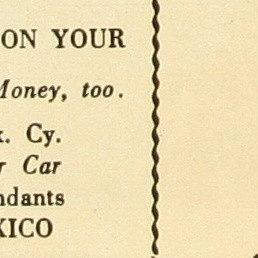 ON YOUR
Money, too.
x. Cy.
r Car
ndants
XICO